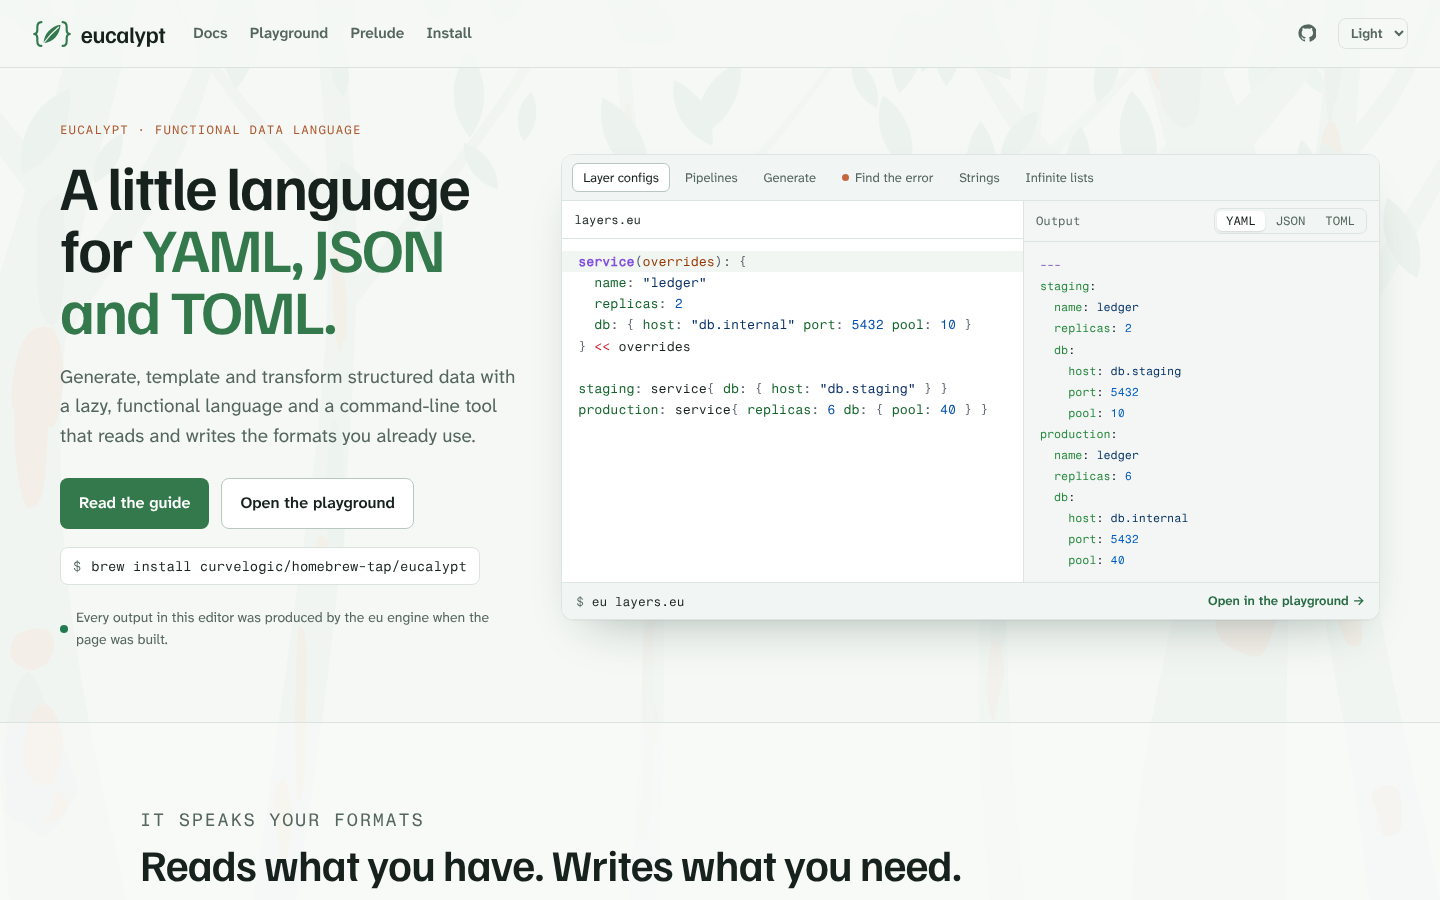 eucalypt Docs Playground Prelude Install Light
EUCALYPT · FUNCTIONAL DATA LANGUAGE
A little language
for YAML, JSON
and TOML.
Generate, template and transform structured data with
a lazy, functional language and a command-line tool
that reads and writes the formats you already use.
Read the guide Open the playground
$ brew install curvelogic/homebrew-tap/eucalypt
Every output in this editor was produced by the eu engine when the
page was built.
Layer configs Pipelines Generate Find the error Strings Infinite lists
layers.eu
service(overrides): {
  name: "ledger"
  replicas: 2
  db: { host: "db.internal" port: 5432 pool: 10 }
} << overrides
staging: service{ db: { host: "db.staging" } }
production: service{ replicas: 6 db: { pool: 40 } }
Output YAML JSON TOML
---
staging:
  name: ledger
  replicas: 2
  db:
    host: db.staging
    port: 5432
    pool: 10
production:
  name: ledger
  replicas: 6
  db:
    host: db.internal
    port: 5432
    pool: 40
$ eu layers.eu Open in the playground →
IT SPEAKS YOUR FORMATS
Reads what you have. Writes what you need.